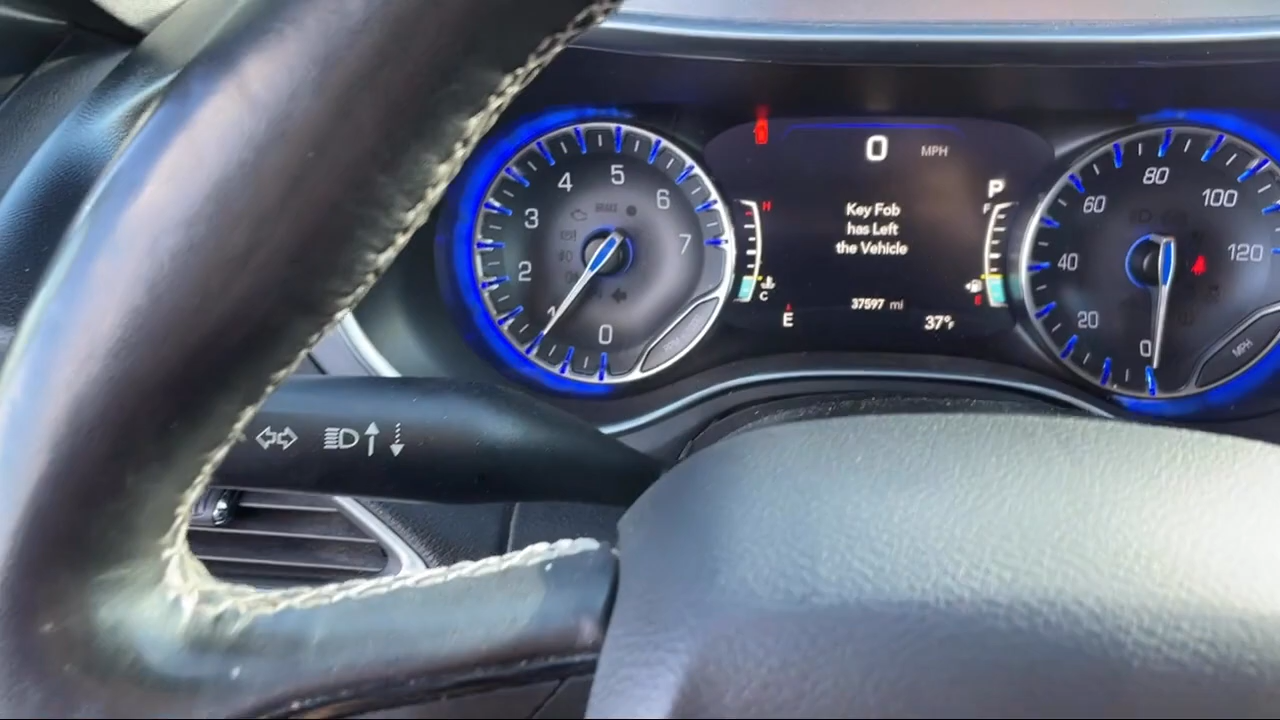 0 MPH
Key Fob
has Left
the Vehicle
37597 mi
37°F
P
H
C
F
E
E
0
1
2
3
4
5
6
7
0
20
40
60
80
100
120
MPH